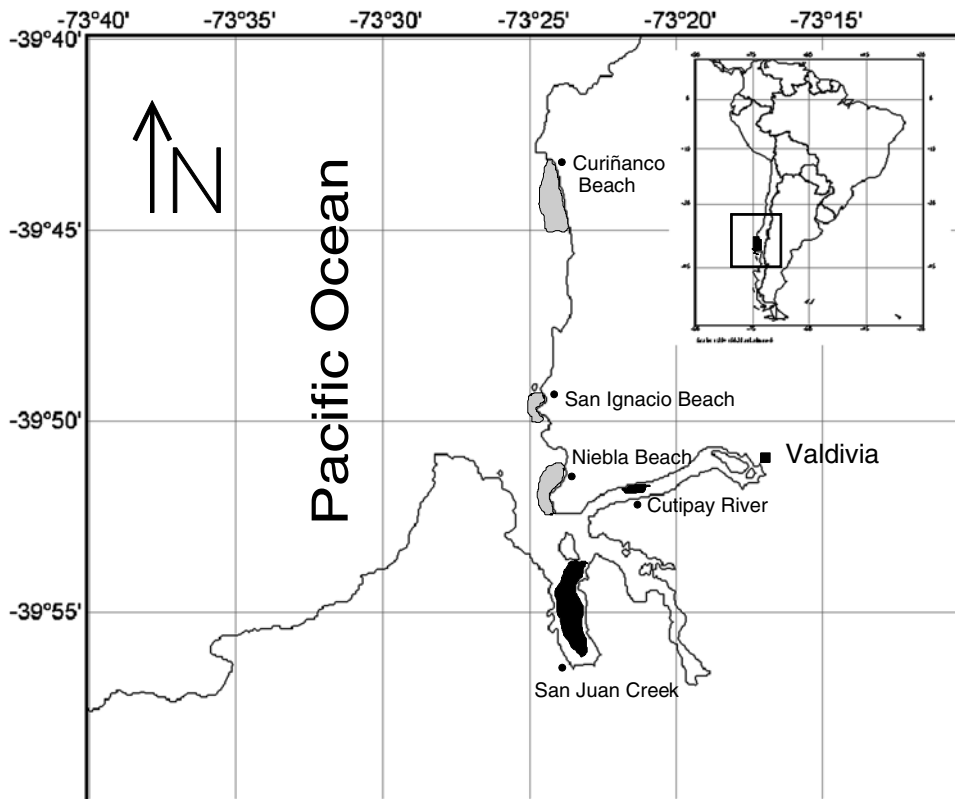 -73°40' -73°35' -73°30' -73°24' -73°20' -73°15'
-39°40'
N
Curiñanco
Beach
-39°45'
Pacific Ocean
San Ignacio Beach
-39°50'
Niebla Beach
Valdivia
Cutipay River
-39°55'
San Juan Creek